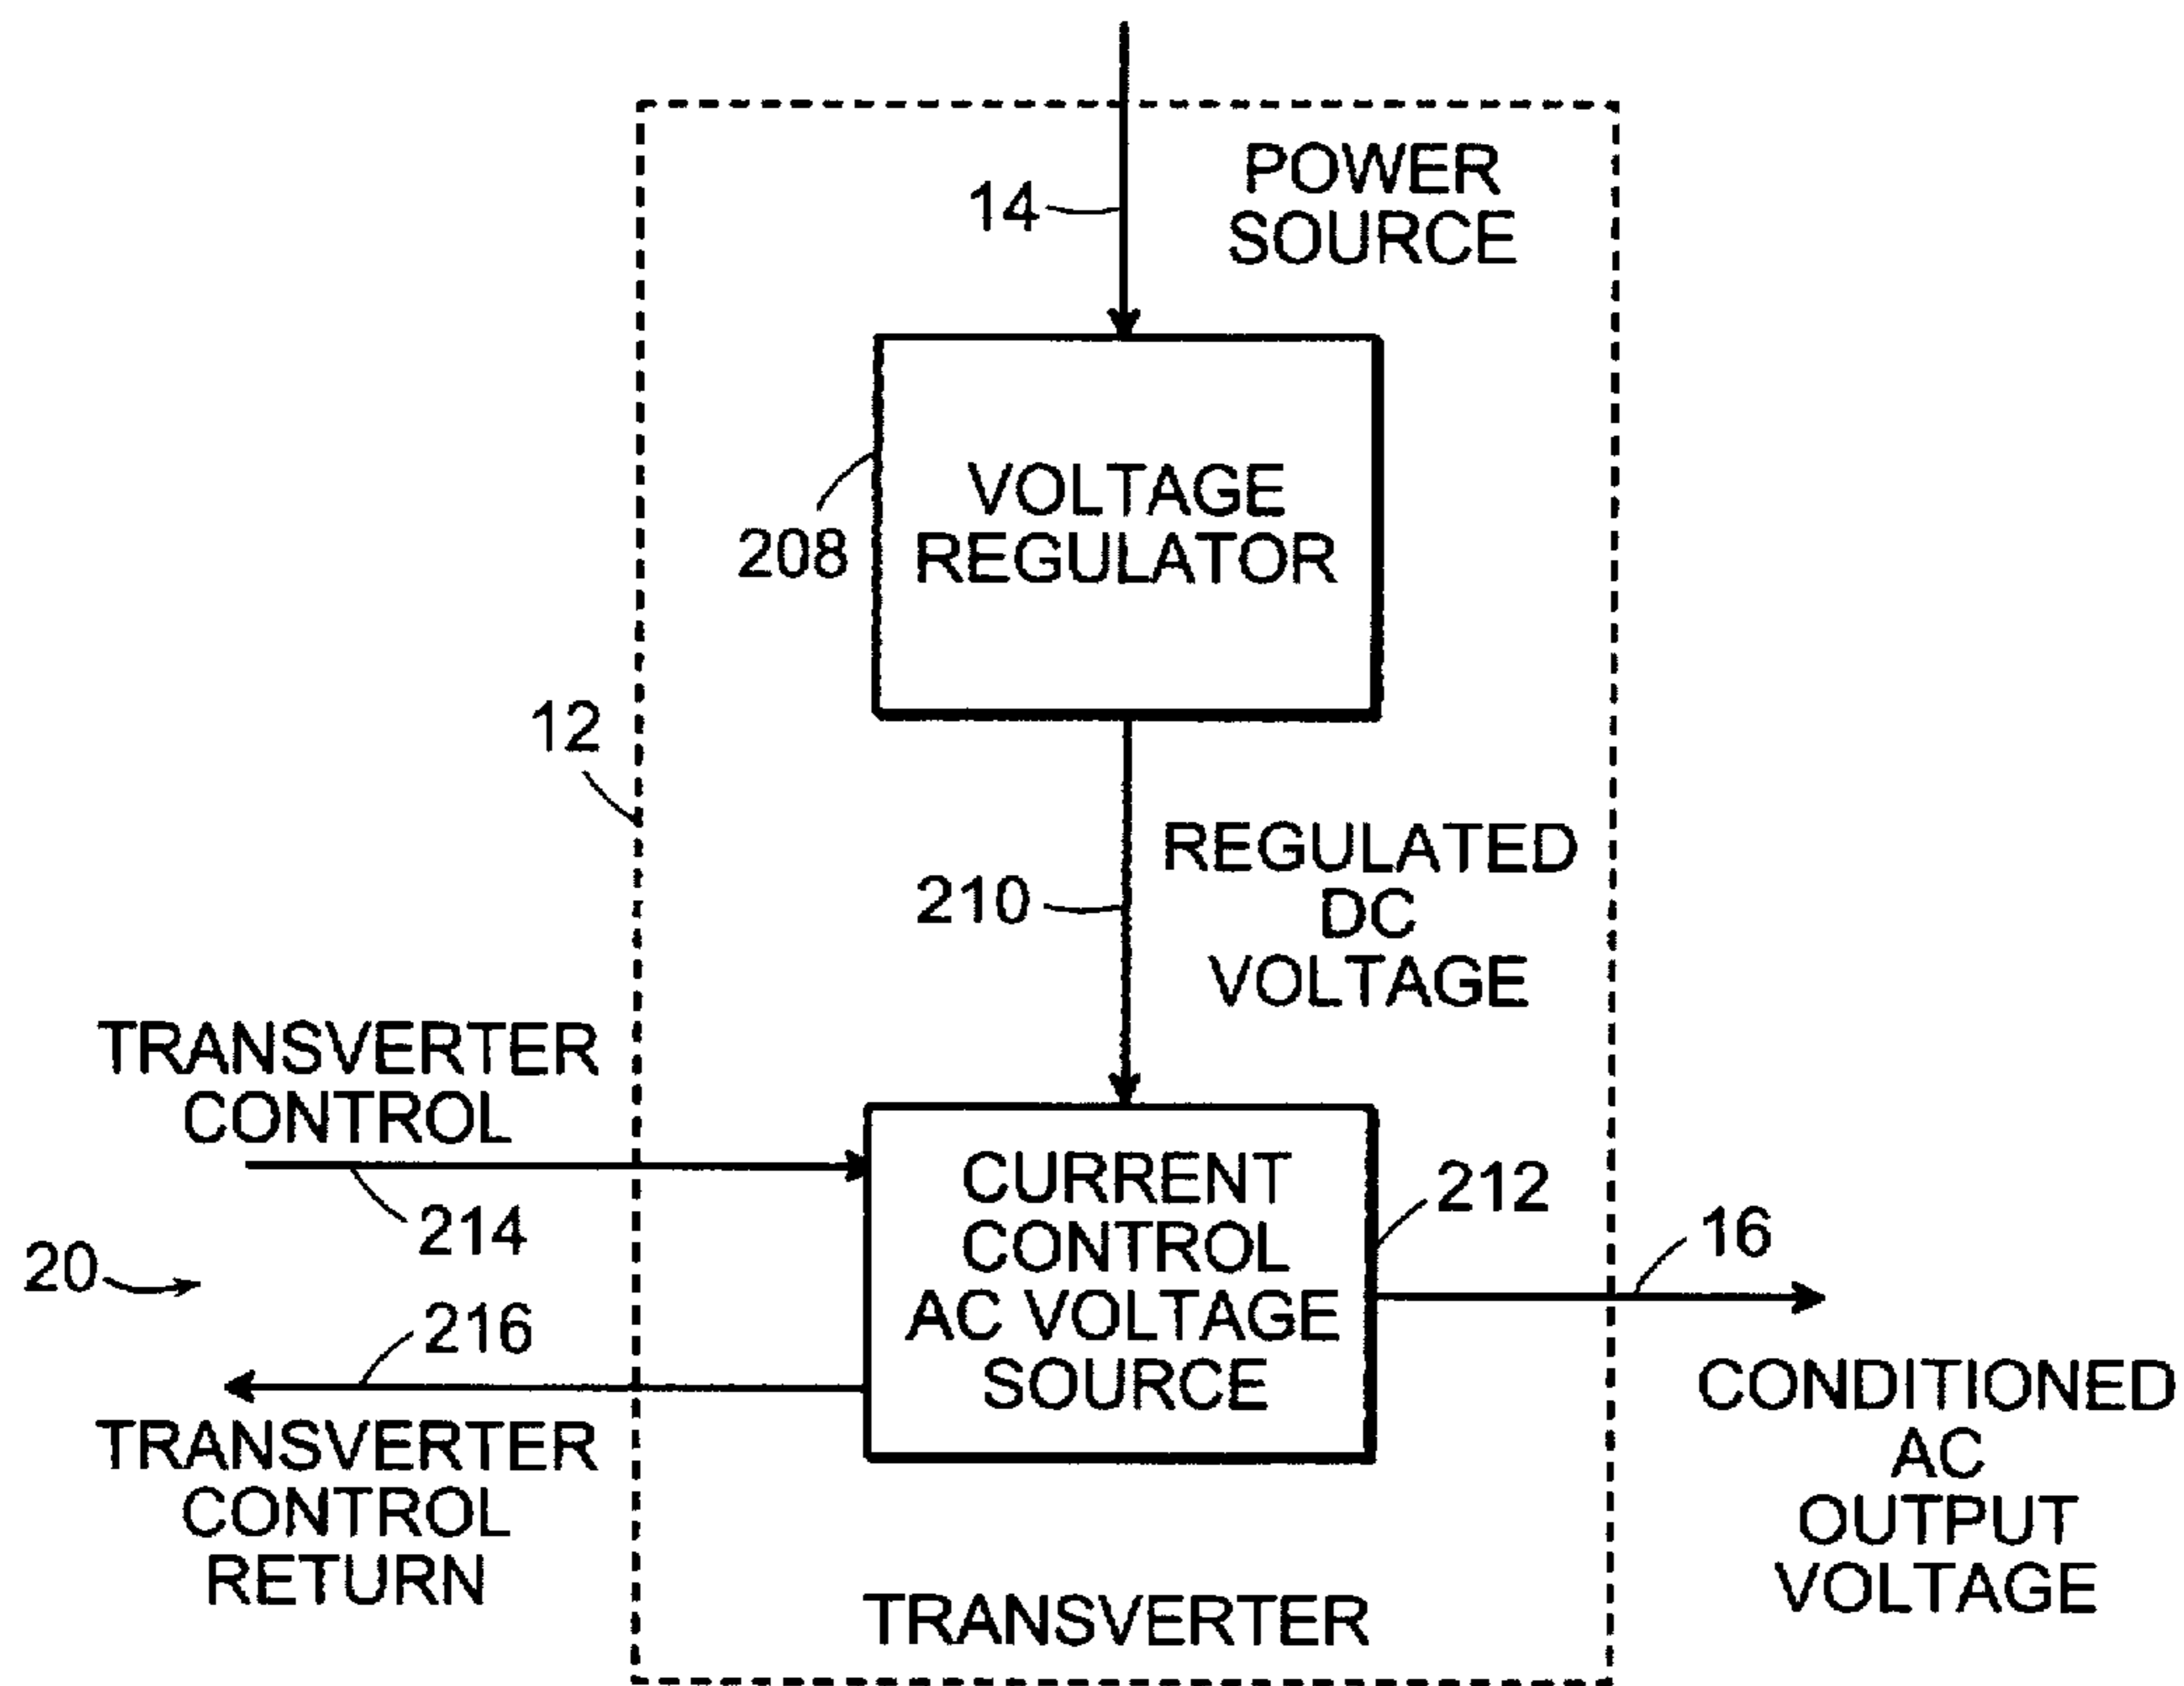 14
POWER
SOURCE
208
VOLTAGE
REGULATOR
12
210
REGULATED
DC
VOLTAGE
TRANSVERTER
CONTROL
214
20
216
TRANSVERTER
CONTROL
RETURN
CURRENT
CONTROL
AC VOLTAGE
SOURCE
212
16
CONDITIONED
AC
OUTPUT
VOLTAGE
TRANSVERTER